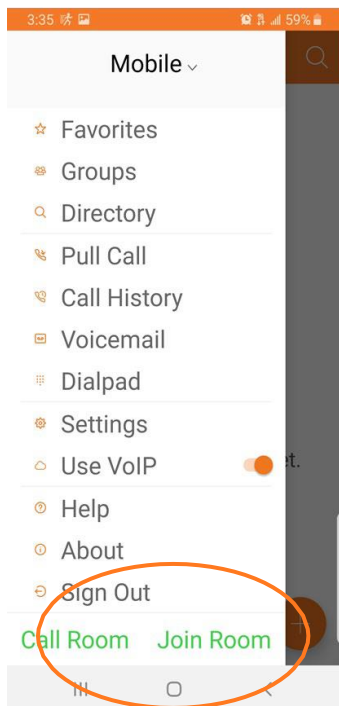 3:35 59%
Mobile
Favorites
Groups
Directory
Pull Call
Call History
Voicemail
Dialpad
Settings
Use VoIP
et.
Help
About
Sign Out
Call Room Join Room